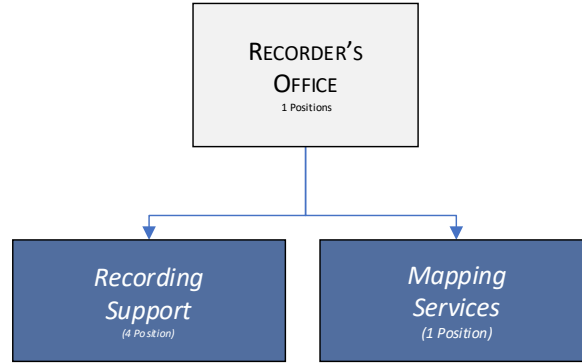 RECORDER'S
OFFICE
1 Positions
Recording
Support
(4 Position)
Mapping
Services
(1 Position)